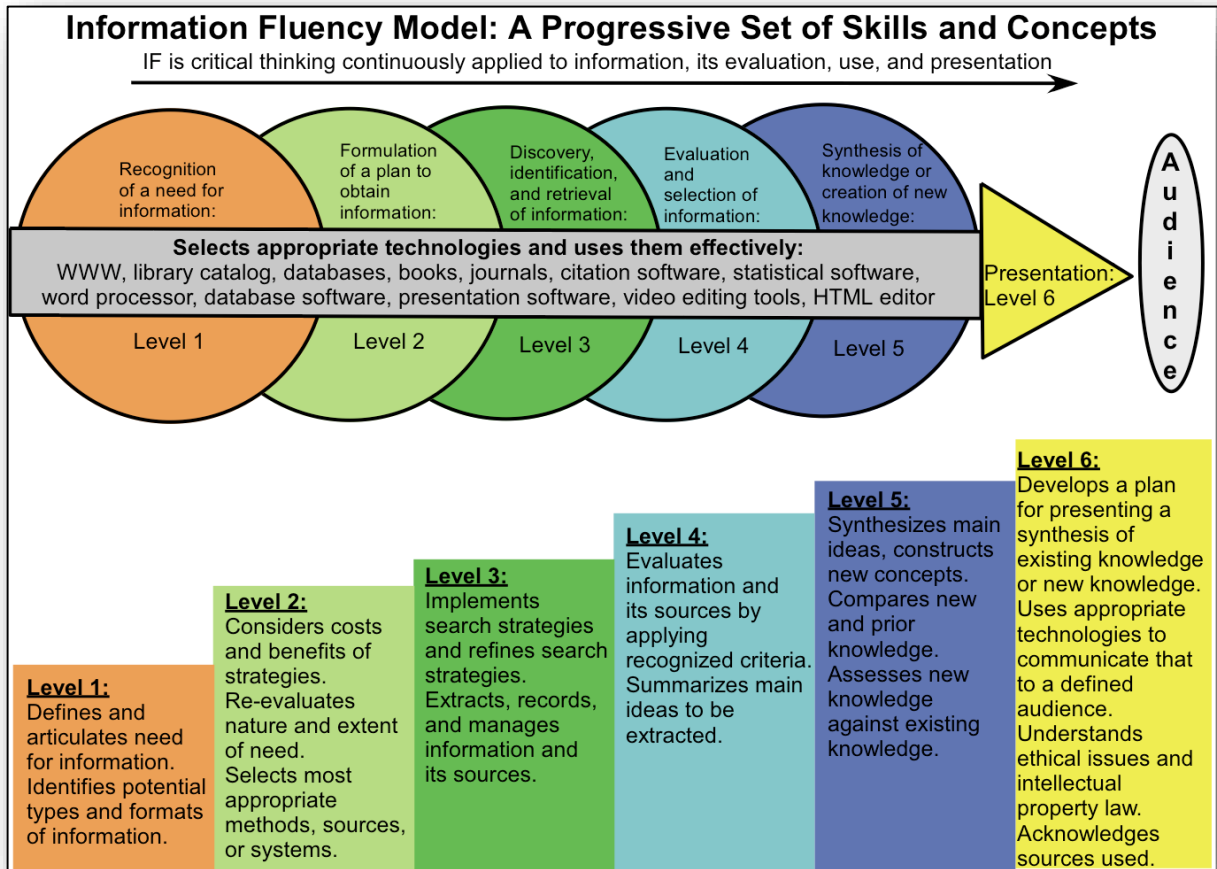 Information Fluency Model: A Progressive Set of Skills and Concepts
IF is critical thinking continuously applied to information, its evaluation, use, and presentation
Recognition
of a need for
information:
Formulation
of a plan to
obtain
information:
Discovery,
identification,
and retrieval
of information:
Evaluation
and
selection of
information:
Synthesis of
knowledge or
creation of new
knowledge:
Selects appropriate technologies and uses them effectively:
WWW, library catalog, databases, books, journals, citation software, statistical software,
word processor, database software, presentation software, video editing tools, HTML editor
Level 1
Level 2
Level 3
Level 4
Level 5
Presentation:
Level 6
Audience
Level 1:
Defines and
articulates need
for information.
Identifies potential
types and formats
of information.
Level 2:
Considers costs
and benefits of
strategies.
Re-evaluates
nature and extent
of need.
Selects most
appropriate
methods, sources,
or systems.
Level 3:
Implements
search strategies
and refines search
strategies.
Extracts, records,
and manages
information and
its sources.
Level 4:
Evaluates
information and
its sources by
applying
recognized criteria.
Summarizes main
ideas to be
extracted.
Level 5:
Synthesizes main
ideas, constructs
new concepts.
Compares new
and prior
knowledge.
Assesses new
knowledge
against existing
knowledge.
Level 6:
Develops a plan
for presenting a
synthesis of
existing knowledge
or new knowledge.
Uses appropriate
technologies to
communicate that
to a defined
audience.
Understands
ethical issues and
intellectual
property law.
Acknowledges
sources used.